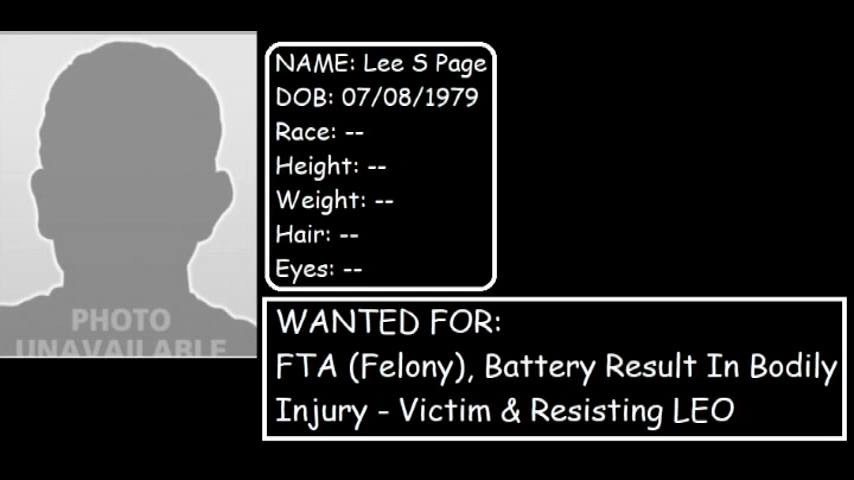 NAME: Lee S Page
DOB: 07/08/1979
Race: --
Height: --
Weight: --
Hair: --
Eyes: --
PHOTO
UNAVAILABLE
WANTED FOR:
FTA (Felony), Battery Result In Bodily
Injury - Victim & Resisting LEO